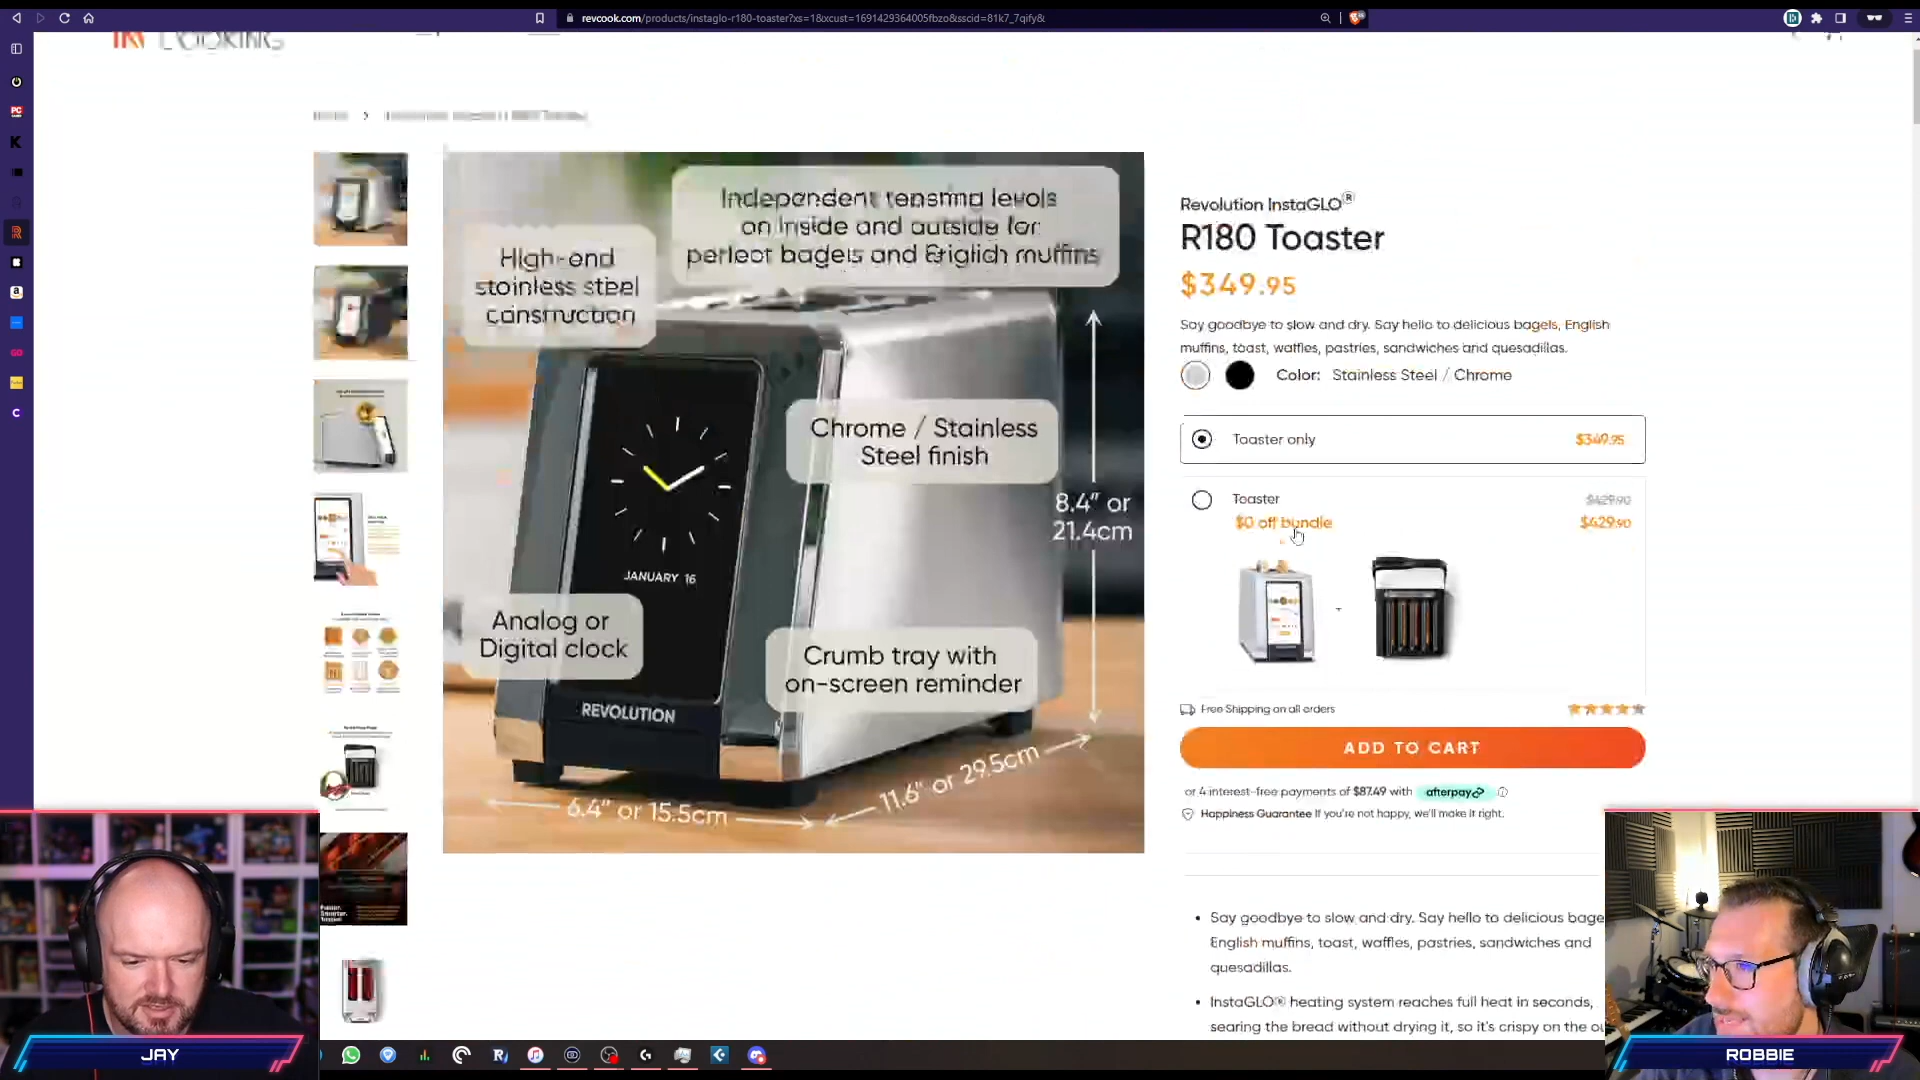 revcook.com/products/instaglo-r180-toaster?xs=1&xcust=1691429364005fbzo&sscid=81k7_7qify&
Independent
levels
on inside and outside for
perfect bagels and English muffins
High-end
stainless steel
construction
Chrome / Stainless
Steel finish
8.4" or
21.4cm
JANUARY 16
Analog or
Digital clock
Crumb tray with
on-screen reminder
REVOLUTION
6.4" or 15.5cm
11.6" or 29.5cm
Revolution InstaGLO®
R180 Toaster
$349.95
Say goodbye to slow and dry. Say hello to delicious bagels, English
muffins, toast, waffles, pastries, sandwiches and quesadillas.
Color: Stainless Steel / Chrome
Toaster only $349.95
Toaster $429.90
$0 off bundle $429.90
Free Shipping on all orders
ADD TO CART
or 4 interest-free payments of $87.49 with afterpay
Happiness Guarantee If you're not happy, we'll make it right.
• Say goodbye to slow and dry. Say hello to delicious bage
English muffins, toast, waffles, pastries, sandwiches and
quesadillas.
• InstaGLO® heating system reaches full heat in seconds,
searing the bread without drying it, so it's crispy on the ou
JAY
ROBBIE